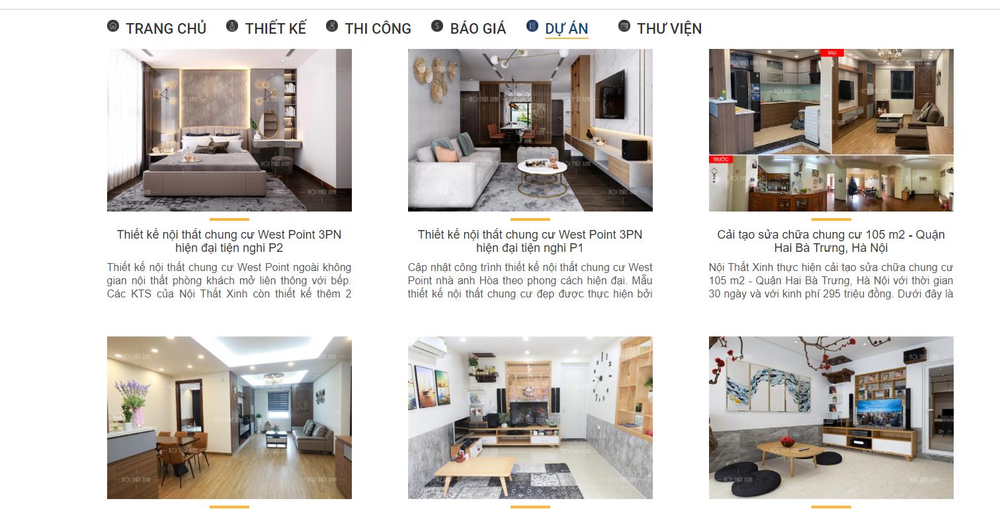 TRANG CHỦ THIẾT KẾ THI CÔNG BÁO GIÁ DỰ ÁN THƯ VIỆN
SAU
TRƯỚC
NỘI THẤT XINH
Thiết kế nội thất chung cư West Point 3PN
hiện đại tiện nghi P2
Thiết kế nội thất chung cư West Point ngoài không
gian nội thất phòng khách mở liên thông với bếp.
Các KTS của Nội Thất Xinh còn thiết kế thêm 2
Thiết kế nội thất chung cư West Point 3PN
hiện đại tiện nghi P1
Cập nhật công trình thiết kế nội thất chung cư West
Point nhà anh Hòa theo phong cách hiện đại. Mẫu
thiết kế nội thất chung cư đẹp được thực hiện bởi
Cải tạo sửa chữa chung cư 105 m2 - Quận
Hai Bà Trưng, Hà Nội
Nội Thất Xinh thực hiện cải tạo sửa chữa chung cư
105 m2 - Quận Hai Bà Trưng, Hà Nội với thời gian
30 ngày và với kinh phí 295 triệu đồng. Dưới đây là